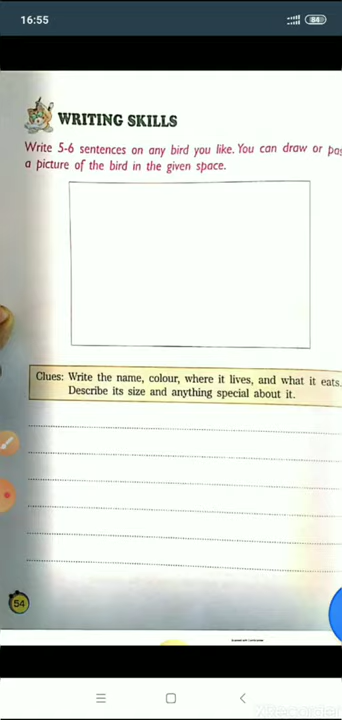 16:55
84
WRITING SKILLS
Write 5-6 sentences on any bird you like. You can draw or
a picture of the bird in the given space.
Clues: Write the name, colour, where it lives, and what it eats.
Describe its size and anything special about it.
54